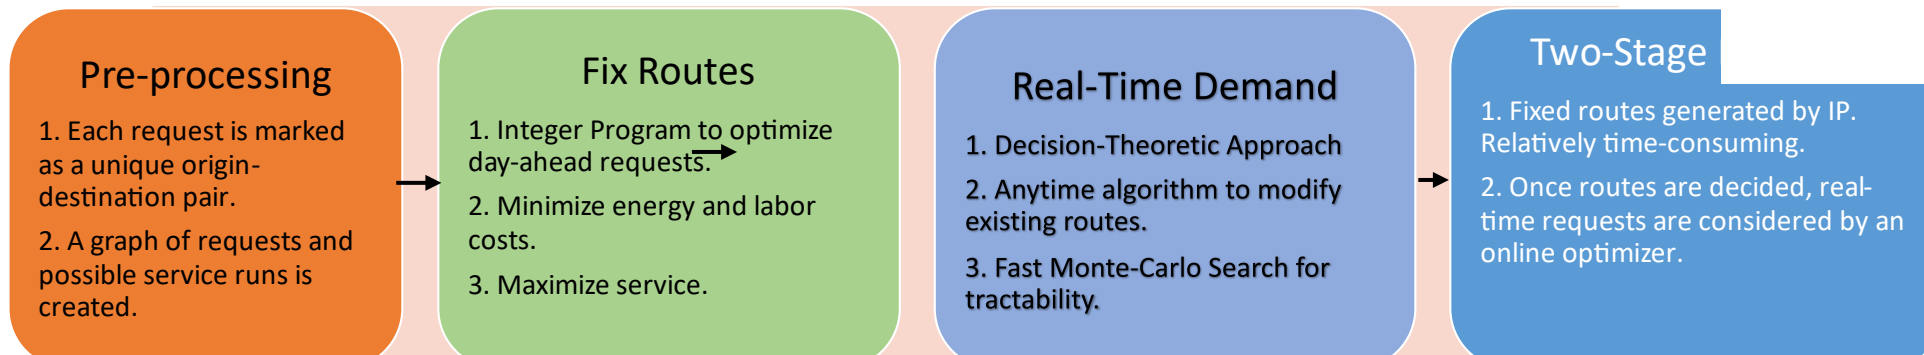 Pre-processing
1. Each request is marked
as a unique origin-
destination pair.
2. A graph of requests and
possible service runs is
created.
Fix Routes
1. Integer Program to optimize
day-ahead requests.
2. Minimize energy and labor
costs.
3. Maximize service.
Real-Time Demand
1. Decision-Theoretic Approach
2. Anytime algorithm to modify
existing routes.
3. Fast Monte-Carlo Search for
tractability.
Two-Stage
1. Fixed routes generated by IP.
Relatively time-consuming.
2. Once routes are decided, real-
time requests are considered by an
online optimizer.